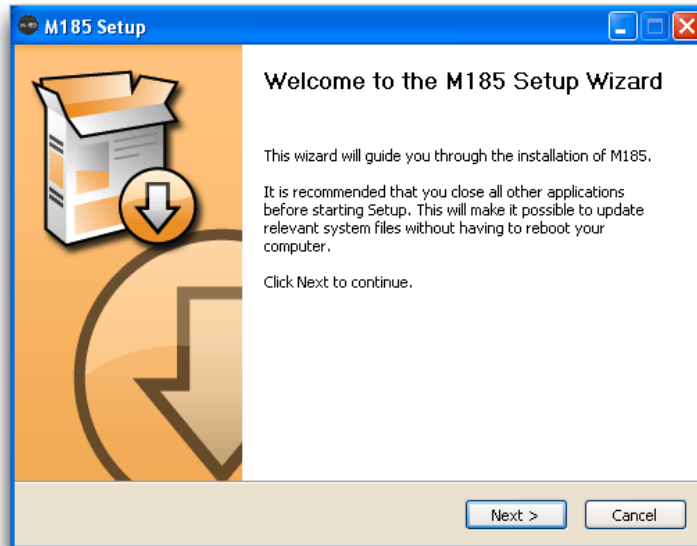 M185 Setup
Welcome to the M185 Setup Wizard
This wizard will guide you through the installation of M185.
It is recommended that you close all other applications
before starting Setup. This will make it possible to update
relevant system files without having to reboot your
computer.
Click Next to continue.
Next >
Cancel